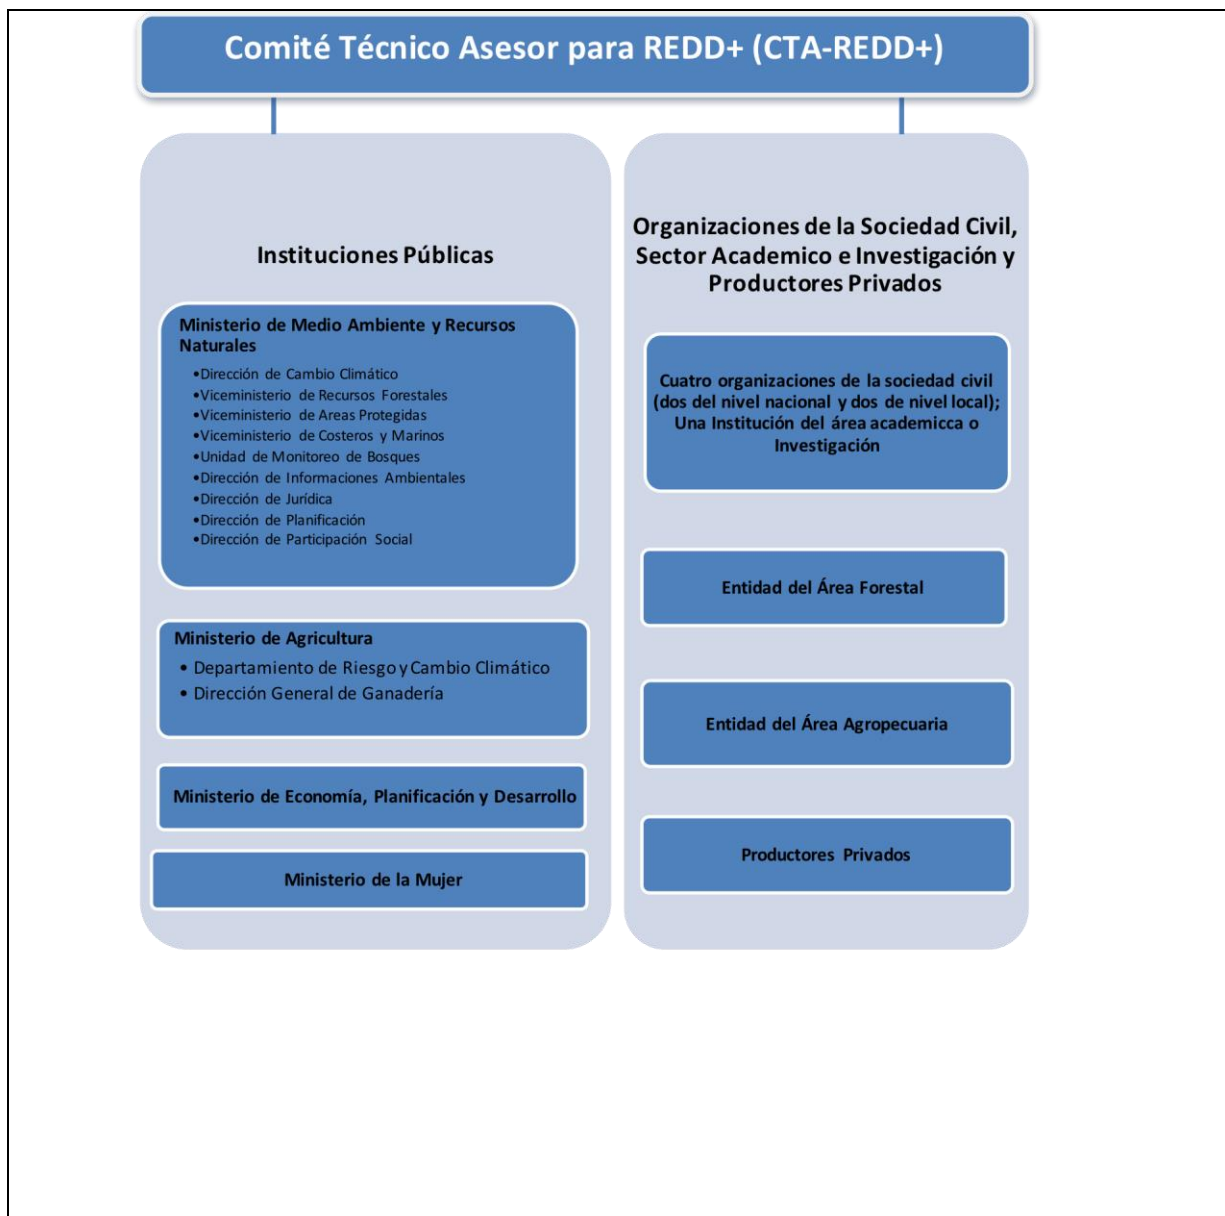 Comité Técnico Asesor para REDD+ (CTA-REDD+)
Instituciones Públicas
Ministerio de Medio Ambiente y Recursos
Naturales
•Dirección de Cambio Climático
•Viceministerio de Recursos Forestales
•Viceministerio de Areas Protegidas
•Viceministerio de Costeros y Marinos
•Unidad de Monitoreo de Bosques
•Dirección de Informaciones Ambientales
•Dirección de Jurídica
•Dirección de Planificación
•Dirección de Participación Social
Ministerio de Agricultura
• Departamento de Riesgo y Cambio Climático
• Dirección General de Ganadería
Ministerio de Economía, Planificación y Desarrollo
Ministerio de la Mujer
Organizaciones de la Sociedad Civil,
Sector Academico e Investigación y
Productores Privados
Cuatro organizaciones de la sociedad civil
(dos del nivel nacional y dos de nivel local);
Una Institución del área academicca o
Investigación
Entidad del Área Forestal
Entidad del Área Agropecuaria
Productores Privados